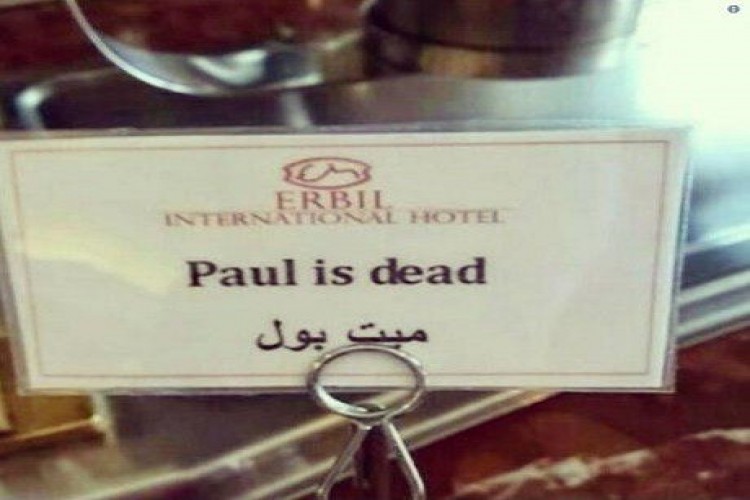 ERBIL
INTERNATIONAL HOTEL
Paul is dead
مبت بول